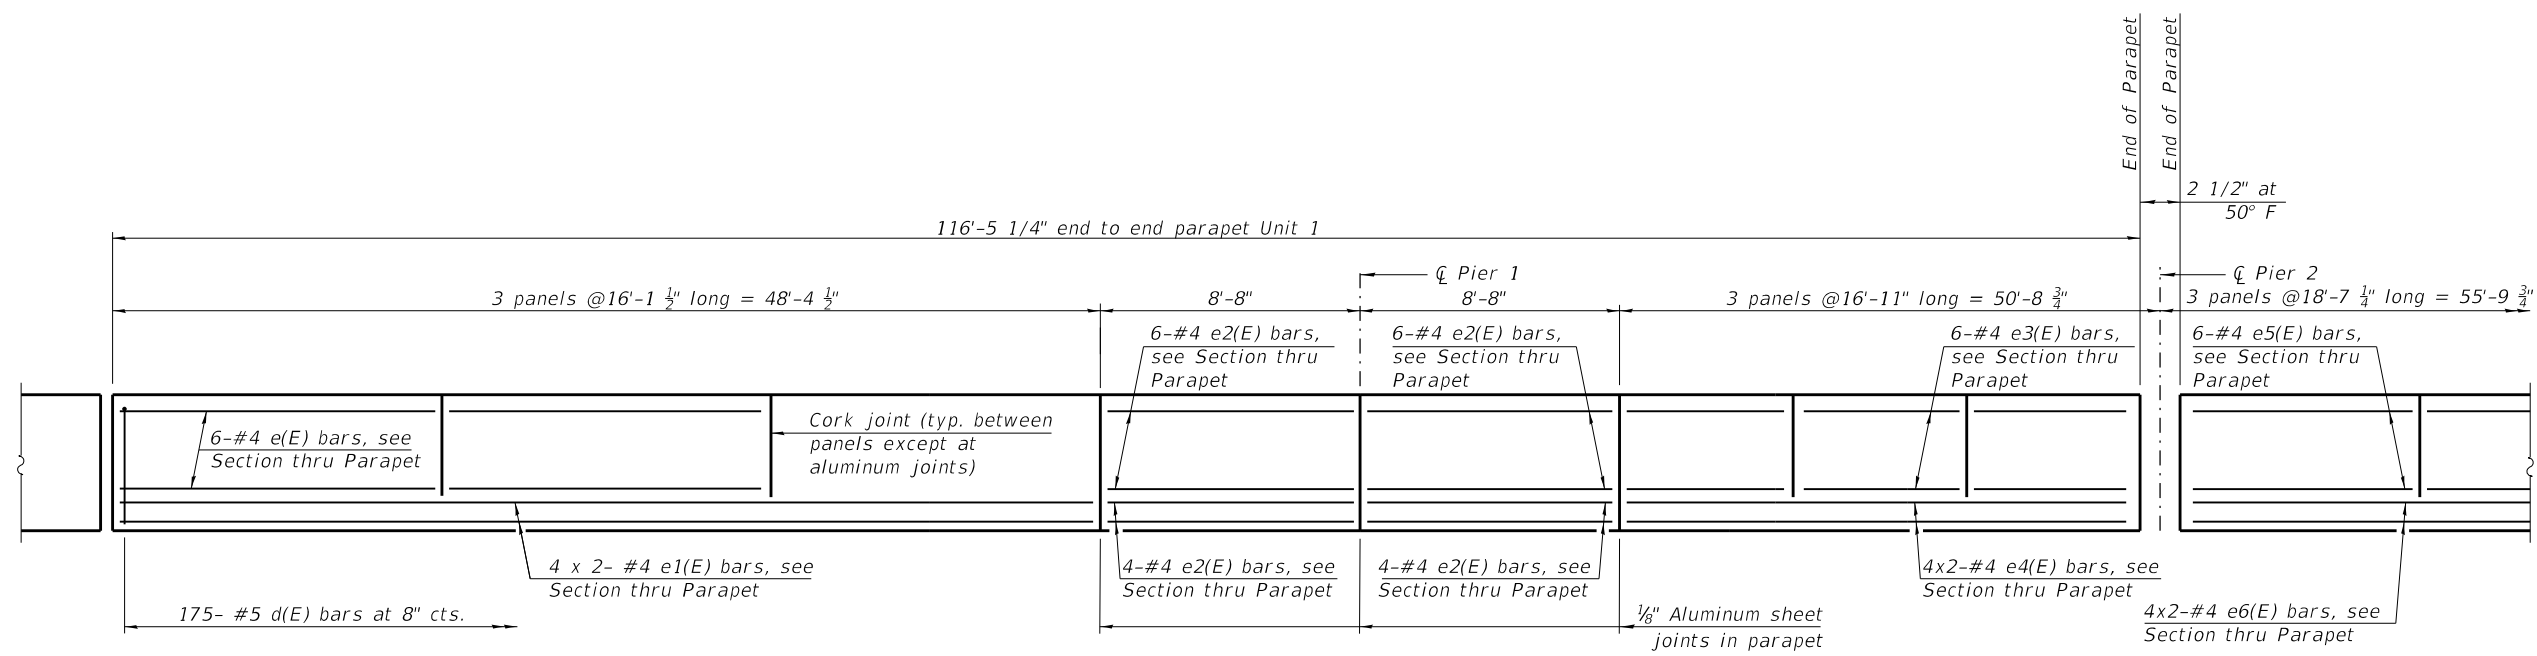 End of Parapet
End of Parapet
2 1/2" at
50° F
116'-5 1/4" end to end parapet Unit 1
℄ Pier 1
℄ Pier 2
3 panels @16'-1 ½" long = 48'-4 ½"
8'-8"
8'-8"
3 panels @16'-11" long = 50'-8 ¾"
3 panels @18'-7 ¼" long = 55'-9 ¾"
6-#4 e2(E) bars,
see Section thru
Parapet
6-#4 e2(E) bars,
see Section thru
Parapet
6-#4 e3(E) bars,
see Section thru
Parapet
6-#4 e5(E) bars,
see Section thru
Parapet
6-#4 e(E) bars, see
Section thru Parapet
Cork joint (typ. between
panels except at
aluminum joints)
4 x 2- #4 e1(E) bars, see
Section thru Parapet
4-#4 e2(E) bars, see
Section thru Parapet
4-#4 e2(E) bars, see
Section thru Parapet
4x2-#4 e4(E) bars, see
Section thru Parapet
175- #5 d(E) bars at 8" cts.
⅛" Aluminum sheet
joints in parapet
4x2-#4 e6(E) bars, see
Section thru Parapet